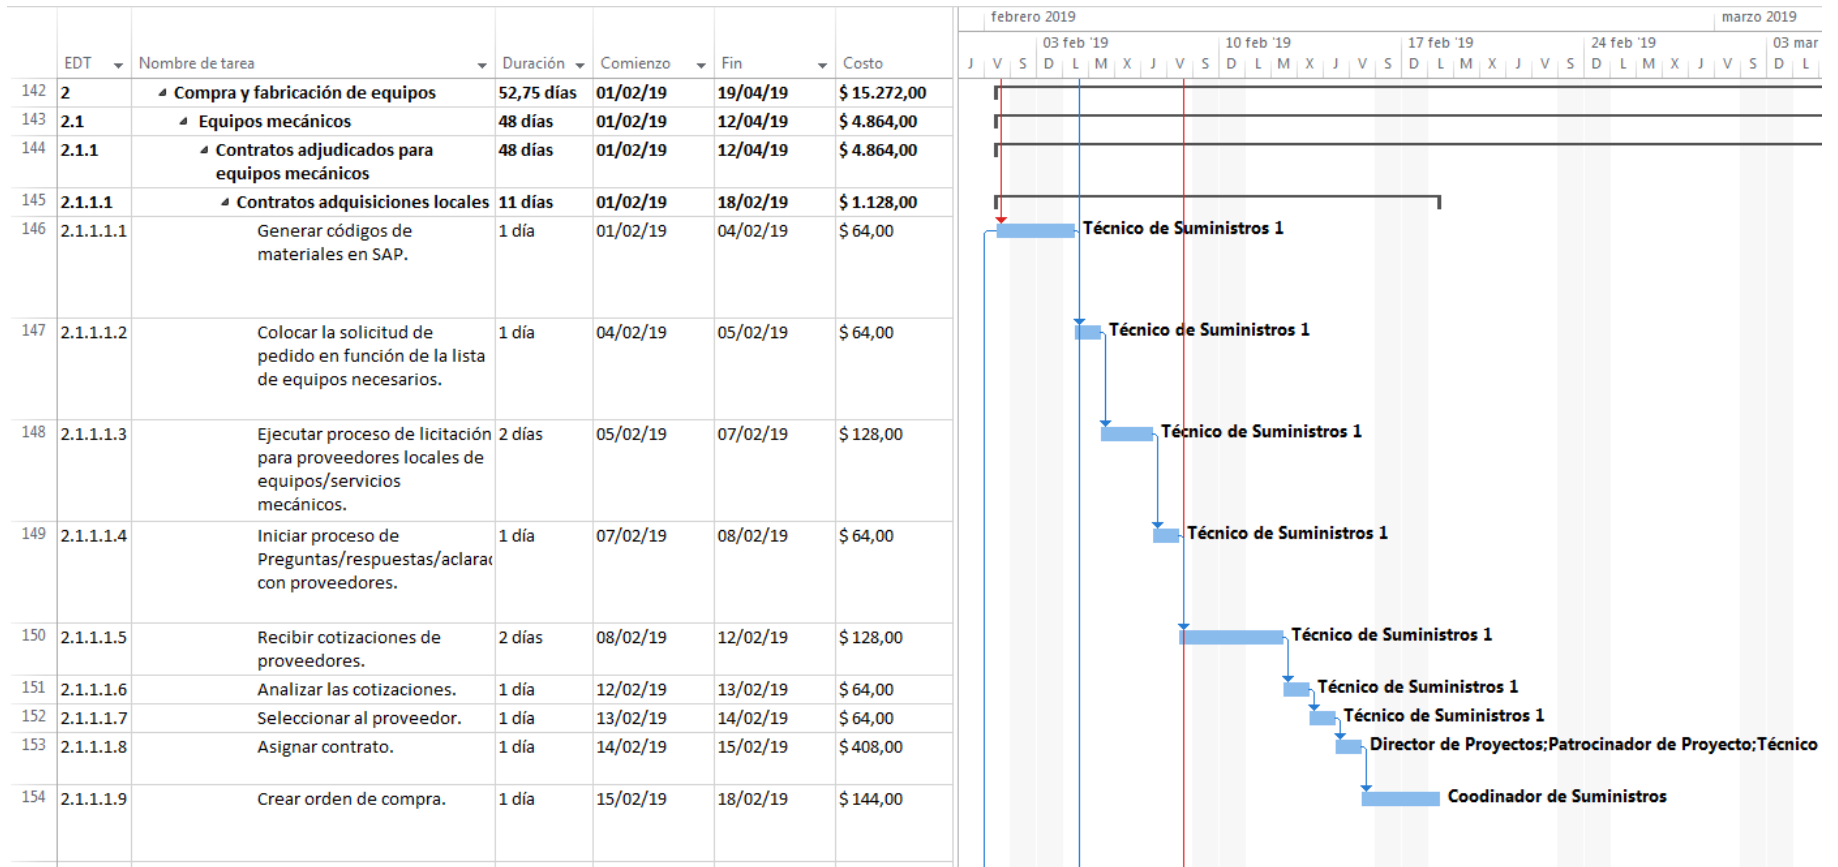 febrero 2019 marzo 2019
03 feb '19 10 feb '19 17 feb '19 24 feb '19 03 mar
EDT Nombre de tarea Duración Comienzo Fin Costo J V S D L M X J V S D L M X J V S D L M X J V S D L M X J V S D L
142 2 Compra y fabricación de equipos 52,75 días 01/02/19 19/04/19 $ 15.272,00
143 2.1 Equipos mecánicos 48 días 01/02/19 12/04/19 $ 4.864,00
144 2.1.1 Contratos adjudicados para 48 días 01/02/19 12/04/19 $ 4.864,00
equipos mecánicos
145 2.1.1.1 Contratos adquisiciones locales 11 días 01/02/19 18/02/19 $ 1.128,00
146 2.1.1.1.1 Generar códigos de 1 día 01/02/19 04/02/19 $ 64,00 Técnico de Suministros 1
materiales en SAP.
147 2.1.1.1.2 Colocar la solicitud de 1 día 04/02/19 05/02/19 $ 64,00 Técnico de Suministros 1
pedido en función de la lista
de equipos necesarios.
148 2.1.1.1.3 Ejecutar proceso de licitación 2 días 05/02/19 07/02/19 $ 128,00 Técnico de Suministros 1
para proveedores locales de
equipos/servicios
mecánicos.
149 2.1.1.1.4 Iniciar proceso de 1 día 07/02/19 08/02/19 $ 64,00 Técnico de Suministros 1
Preguntas/respuestas/aclarac
con proveedores.
150 2.1.1.1.5 Recibir cotizaciones de 2 días 08/02/19 12/02/19 $ 128,00 Técnico de Suministros 1
proveedores.
151 2.1.1.1.6 Analizar las cotizaciones. 1 día 12/02/19 13/02/19 $ 64,00 Técnico de Suministros 1
152 2.1.1.1.7 Seleccionar al proveedor. 1 día 13/02/19 14/02/19 $ 64,00 Técnico de Suministros 1
153 2.1.1.1.8 Asignar contrato. 1 día 14/02/19 15/02/19 $ 408,00 Director de Proyectos;Patrocinador de Proyecto;Técnico
154 2.1.1.1.9 Crear orden de compra. 1 día 15/02/19 18/02/19 $ 144,00 Coodinador de Suministros